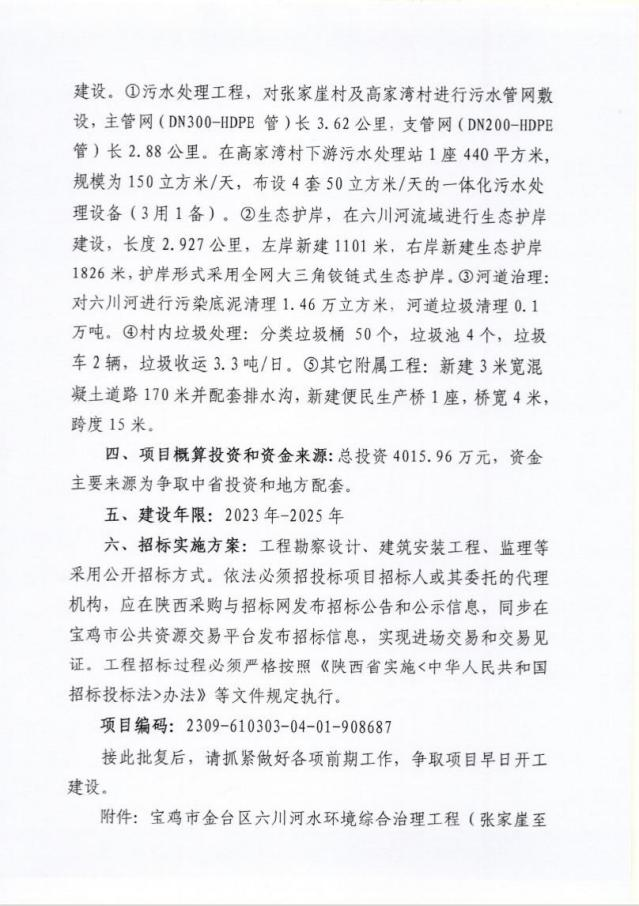 建设。①污水处理工程，对张家崖村及高家湾村进行污水管网敷
设，主管网(DN300-HDPE 管)长 3.62 公里，支管网(DN200-HDPE
管)长 2.88 公里。在高家湾村下游污水处理站 1 座 440 平方米，
规模为 150 立方米/天，布设 4 套 50 立方米/天的一体化污水处
理设备（3 用 1 备）。②生态护岸，在六川河流域进行生态护岸
建设，长度 2.927 公里，左岸新建 1101 米，右岸新建生态护岸
1826 米，护岸形式采用全网大三角铰链式生态护岸。③河道治理：
对六川河进行污染底泥清理 1.46 万立方米，河道垃圾清理 0.1
万吨。④村内垃圾处理：分类垃圾桶 50 个，垃圾池 4 个，垃圾
车 2 辆，垃圾收运 3.3 吨/日。⑤其它附属工程：新建 3 米宽混
凝土道路 170 米并配套排水沟，新建便民生产桥 1 座，桥宽 4 米，
跨度 15 米。
四、项目概算投资和资金来源：总投资 4015.96 万元，资金
主要来源为争取中省投资和地方配套。
五、建设年限：2023 年-2025 年
六、招标实施方案：工程勘察设计、建筑安装工程、监理等
采用公开招标方式。依法必须招投标项目招标人或其委托的代理
机构，应在陕西采购与招标网发布招标公告和公示信息，同步在
宝鸡市公共资源交易平台发布招标信息，实现进场交易和交易见
证。工程招标过程必须严格按照《陕西省实施<中华人民共和国
招标投标法>办法》等文件规定执行。
项目编码：2309-610303-04-01-908687
接此批复后，请抓紧做好各项前期工作，争取项目早日开工
建设。
附件：宝鸡市金台区六川河水环境综合治理工程（张家崖至